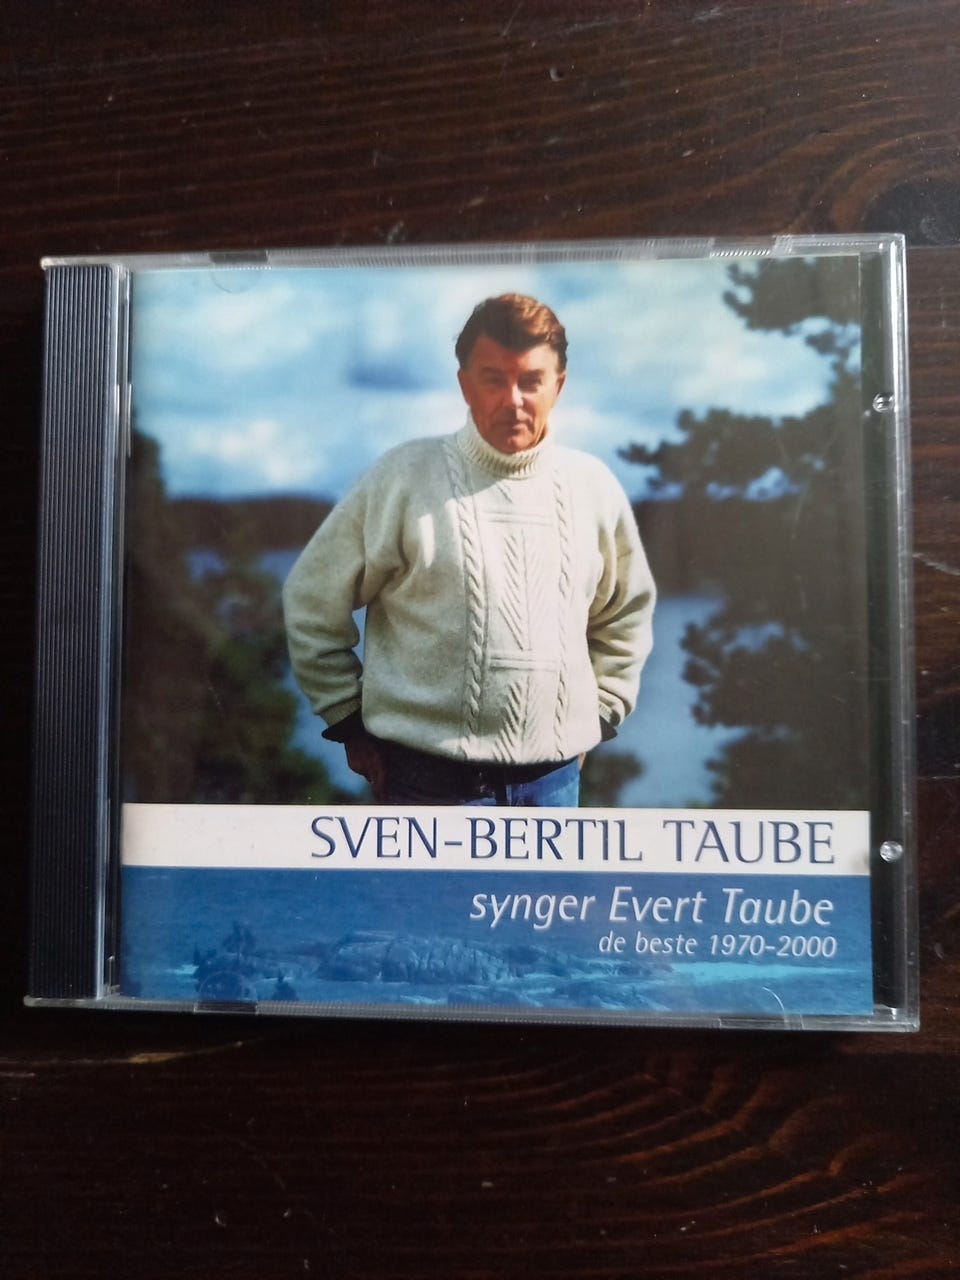 SVEN-BERTIL TAUBE
synger Evert Taube
de beste 1970-2000